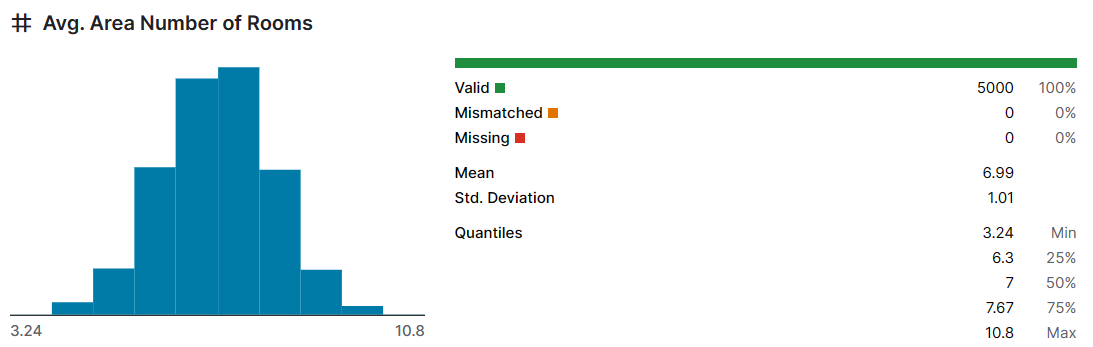 # Avg. Area Number of Rooms
3.24 10.8
Valid 5000 100%
Mismatched 0 0%
Missing 0 0%
Mean 6.99
Std. Deviation 1.01
Quantiles 3.24 Min
6.3 25%
7 50%
7.67 75%
10.8 Max